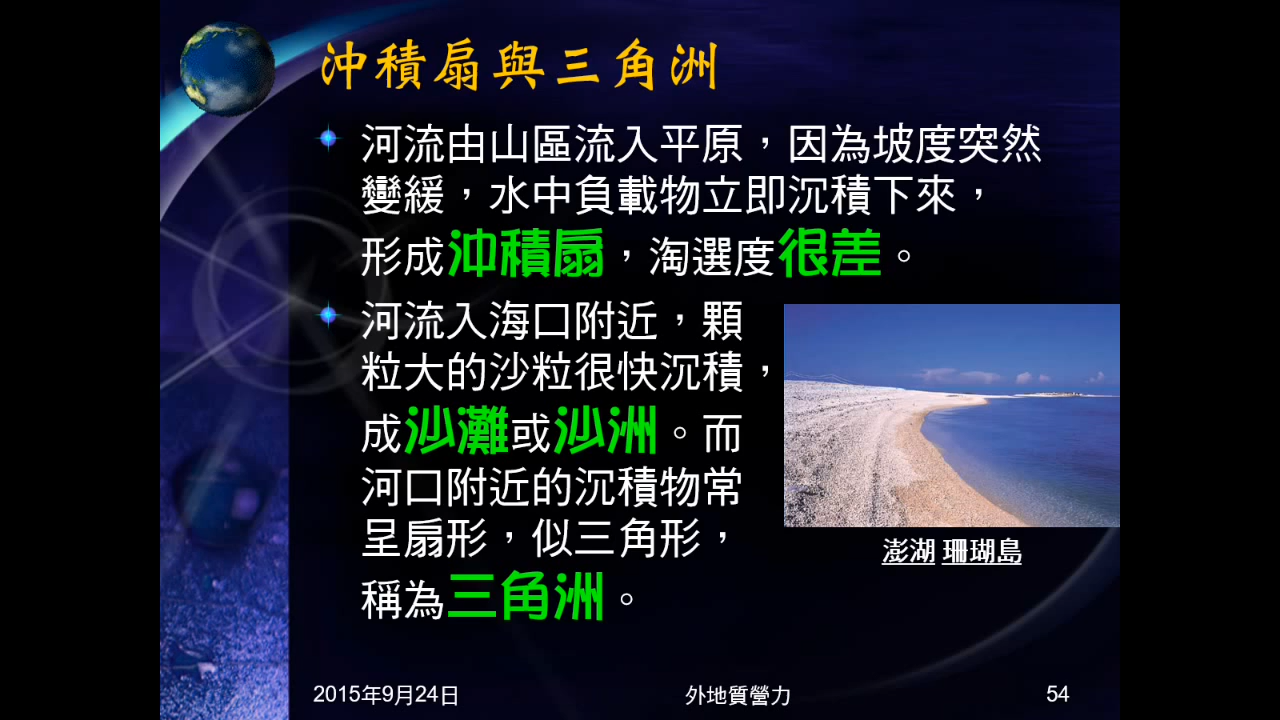 沖積扇與三角洲
河流由山區流入平原，因為坡度突然
變緩，水中負載物立即沉積下來，
形成沖積扇，淘選度很差。
河流入海口附近，顆
粒大的沙粒很快沉積，
成沙灘或沙洲。而
河口附近的沉積物常
呈扇形，似三角形，
稱為三角洲。
澎湖 珊瑚島
2015年9月24日
外地質營力
54